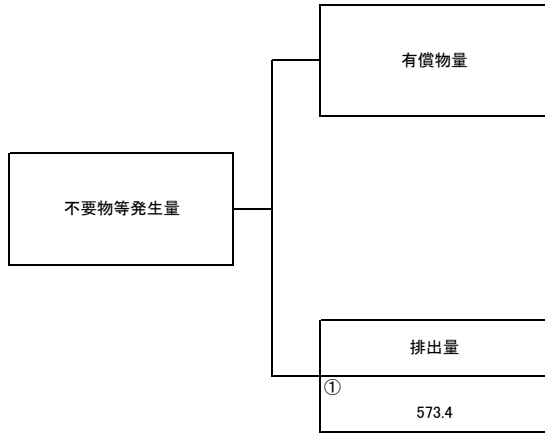 有償物量
不要物等発生量
排出量
①
573.4